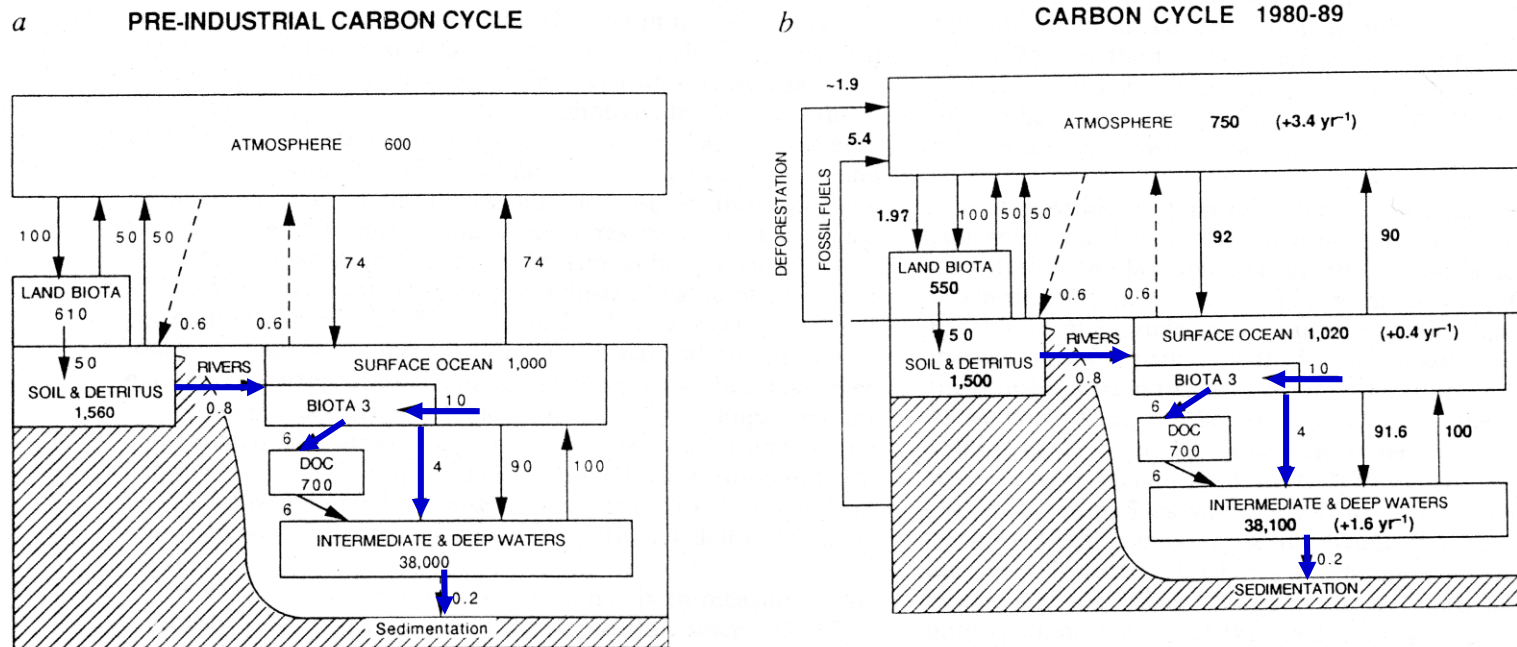 a
PRE-INDUSTRIAL CARBON CYCLE
ATMOSPHERE 600
100
50
50
74
74
LAND BIOTA
610
0.6
0.6
50
SOIL & DETRITUS
1,560
RIVERS
0.8
SURFACE OCEAN 1,000
BIOTA 3
10
6
DOC
700
6
4
90
100
INTERMEDIATE & DEEP WATERS
38,000
0.2
Sedimentation
b
CARBON CYCLE 1980-89
~1.9
5.4
DEFORESTATION
FOSSIL FUELS
ATMOSPHERE 750 (+3.4 yr⁻¹)
1.9?
100
50
50
92
90
LAND BIOTA
550
0.6
0.6
50
SOIL & DETRITUS
1,500
RIVERS
0.8
SURFACE OCEAN 1,020 (+0.4 yr⁻¹)
BIOTA 3
10
6
DOC
700
6
4
91.6
100
INTERMEDIATE & DEEP WATERS
38,100 (+1.6 yr⁻¹)
0.2
SEDIMENTATION